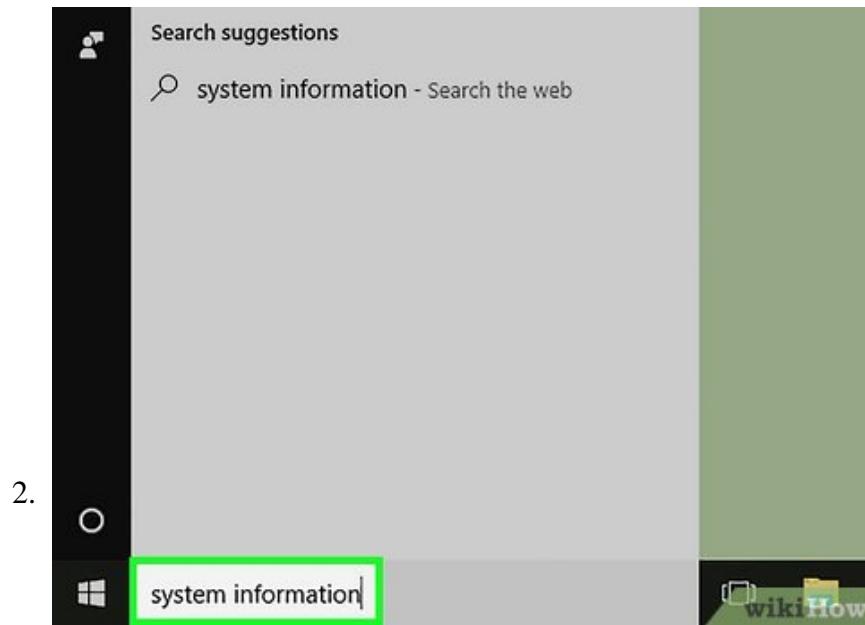 Search suggestions
system information - Search the web
2.
system information
wikiHow